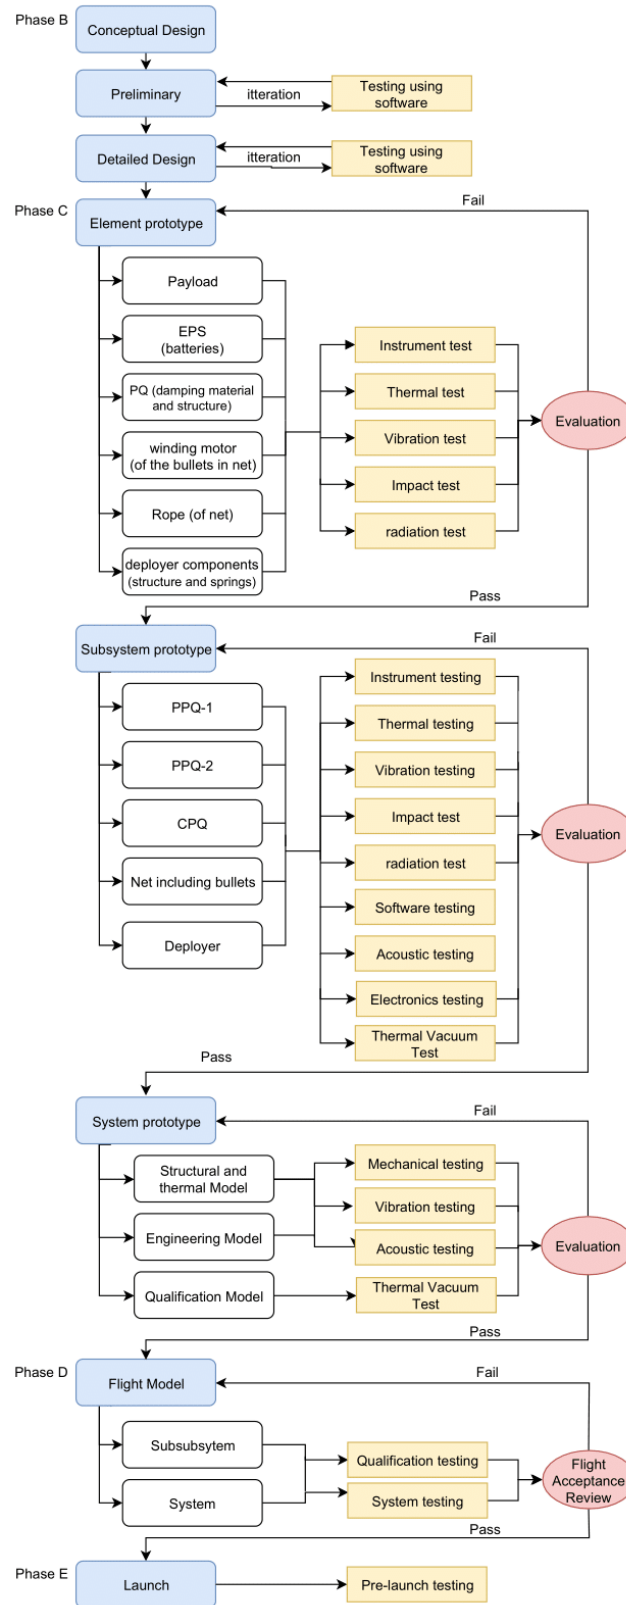 Phase B
Conceptual Design
Preliminary
itteration
Testing using
software
Detailed Design
itteration
Testing using
software
Phase C
Element prototype
Fail
Payload
EPS
(batteries)
PQ (damping material
and structure)
winding motor
(of the bullets in net)
Rope (of net)
deployer components
(structure and springs)
Instrument test
Thermal test
Vibration test
Impact test
radiation test
Evaluation
Pass
Subsystem prototype
Fail
PPQ-1
PPQ-2
CPQ
Net including bullets
Deployer
Instrument testing
Thermal testing
Vibration testing
Impact test
radiation test
Software testing
Acoustic testing
Electronics testing
Thermal Vacuum
Test
Evaluation
Pass
System prototype
Fail
Structural and
thermal Model
Engineering Model
Qualification Model
Mechanical testing
Vibration testing
Acoustic testing
Thermal Vacuum
Test
Evaluation
Pass
Phase D
Flight Model
Fail
Subsubsytem
System
Qualification testing
System testing
Flight
Acceptance
Review
Pass
Phase E
Launch
Pre-launch testing